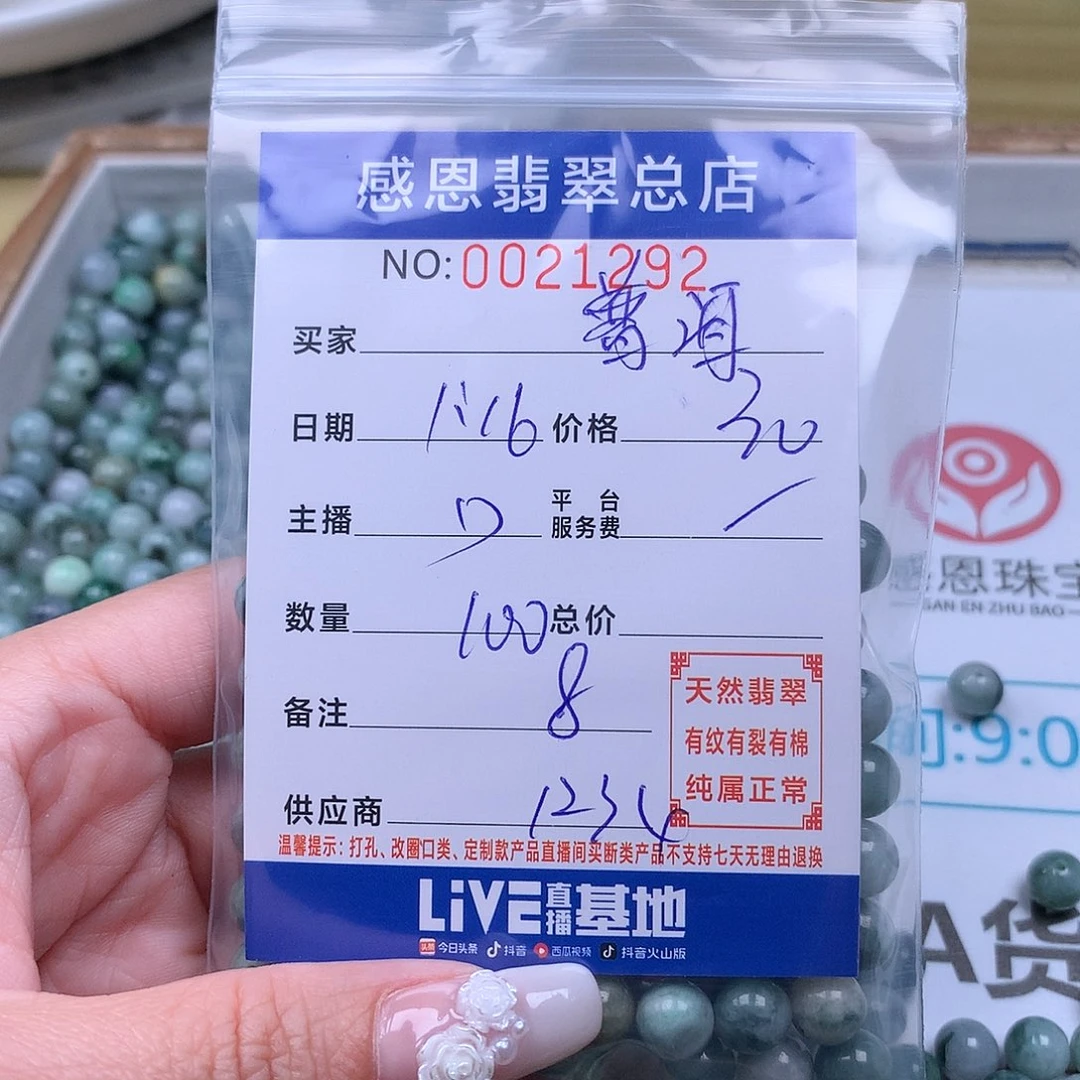 感恩翡翠总店
NO:0021292
买家
日期 1:16 价格 30
主播 平台服务费
数量 100 总价
备注 8
供应商 1234
天然翡翠
有纹有裂有棉
纯属正常
温馨提示：打孔、改圈口类、定制款产品直播间买断类产品不支持七天无理由退换
LiVE直播基地
今日头条 抖音 西瓜视频 抖音火山版
恩珠宝
GAN EN ZHU BAO
:9:0
A货